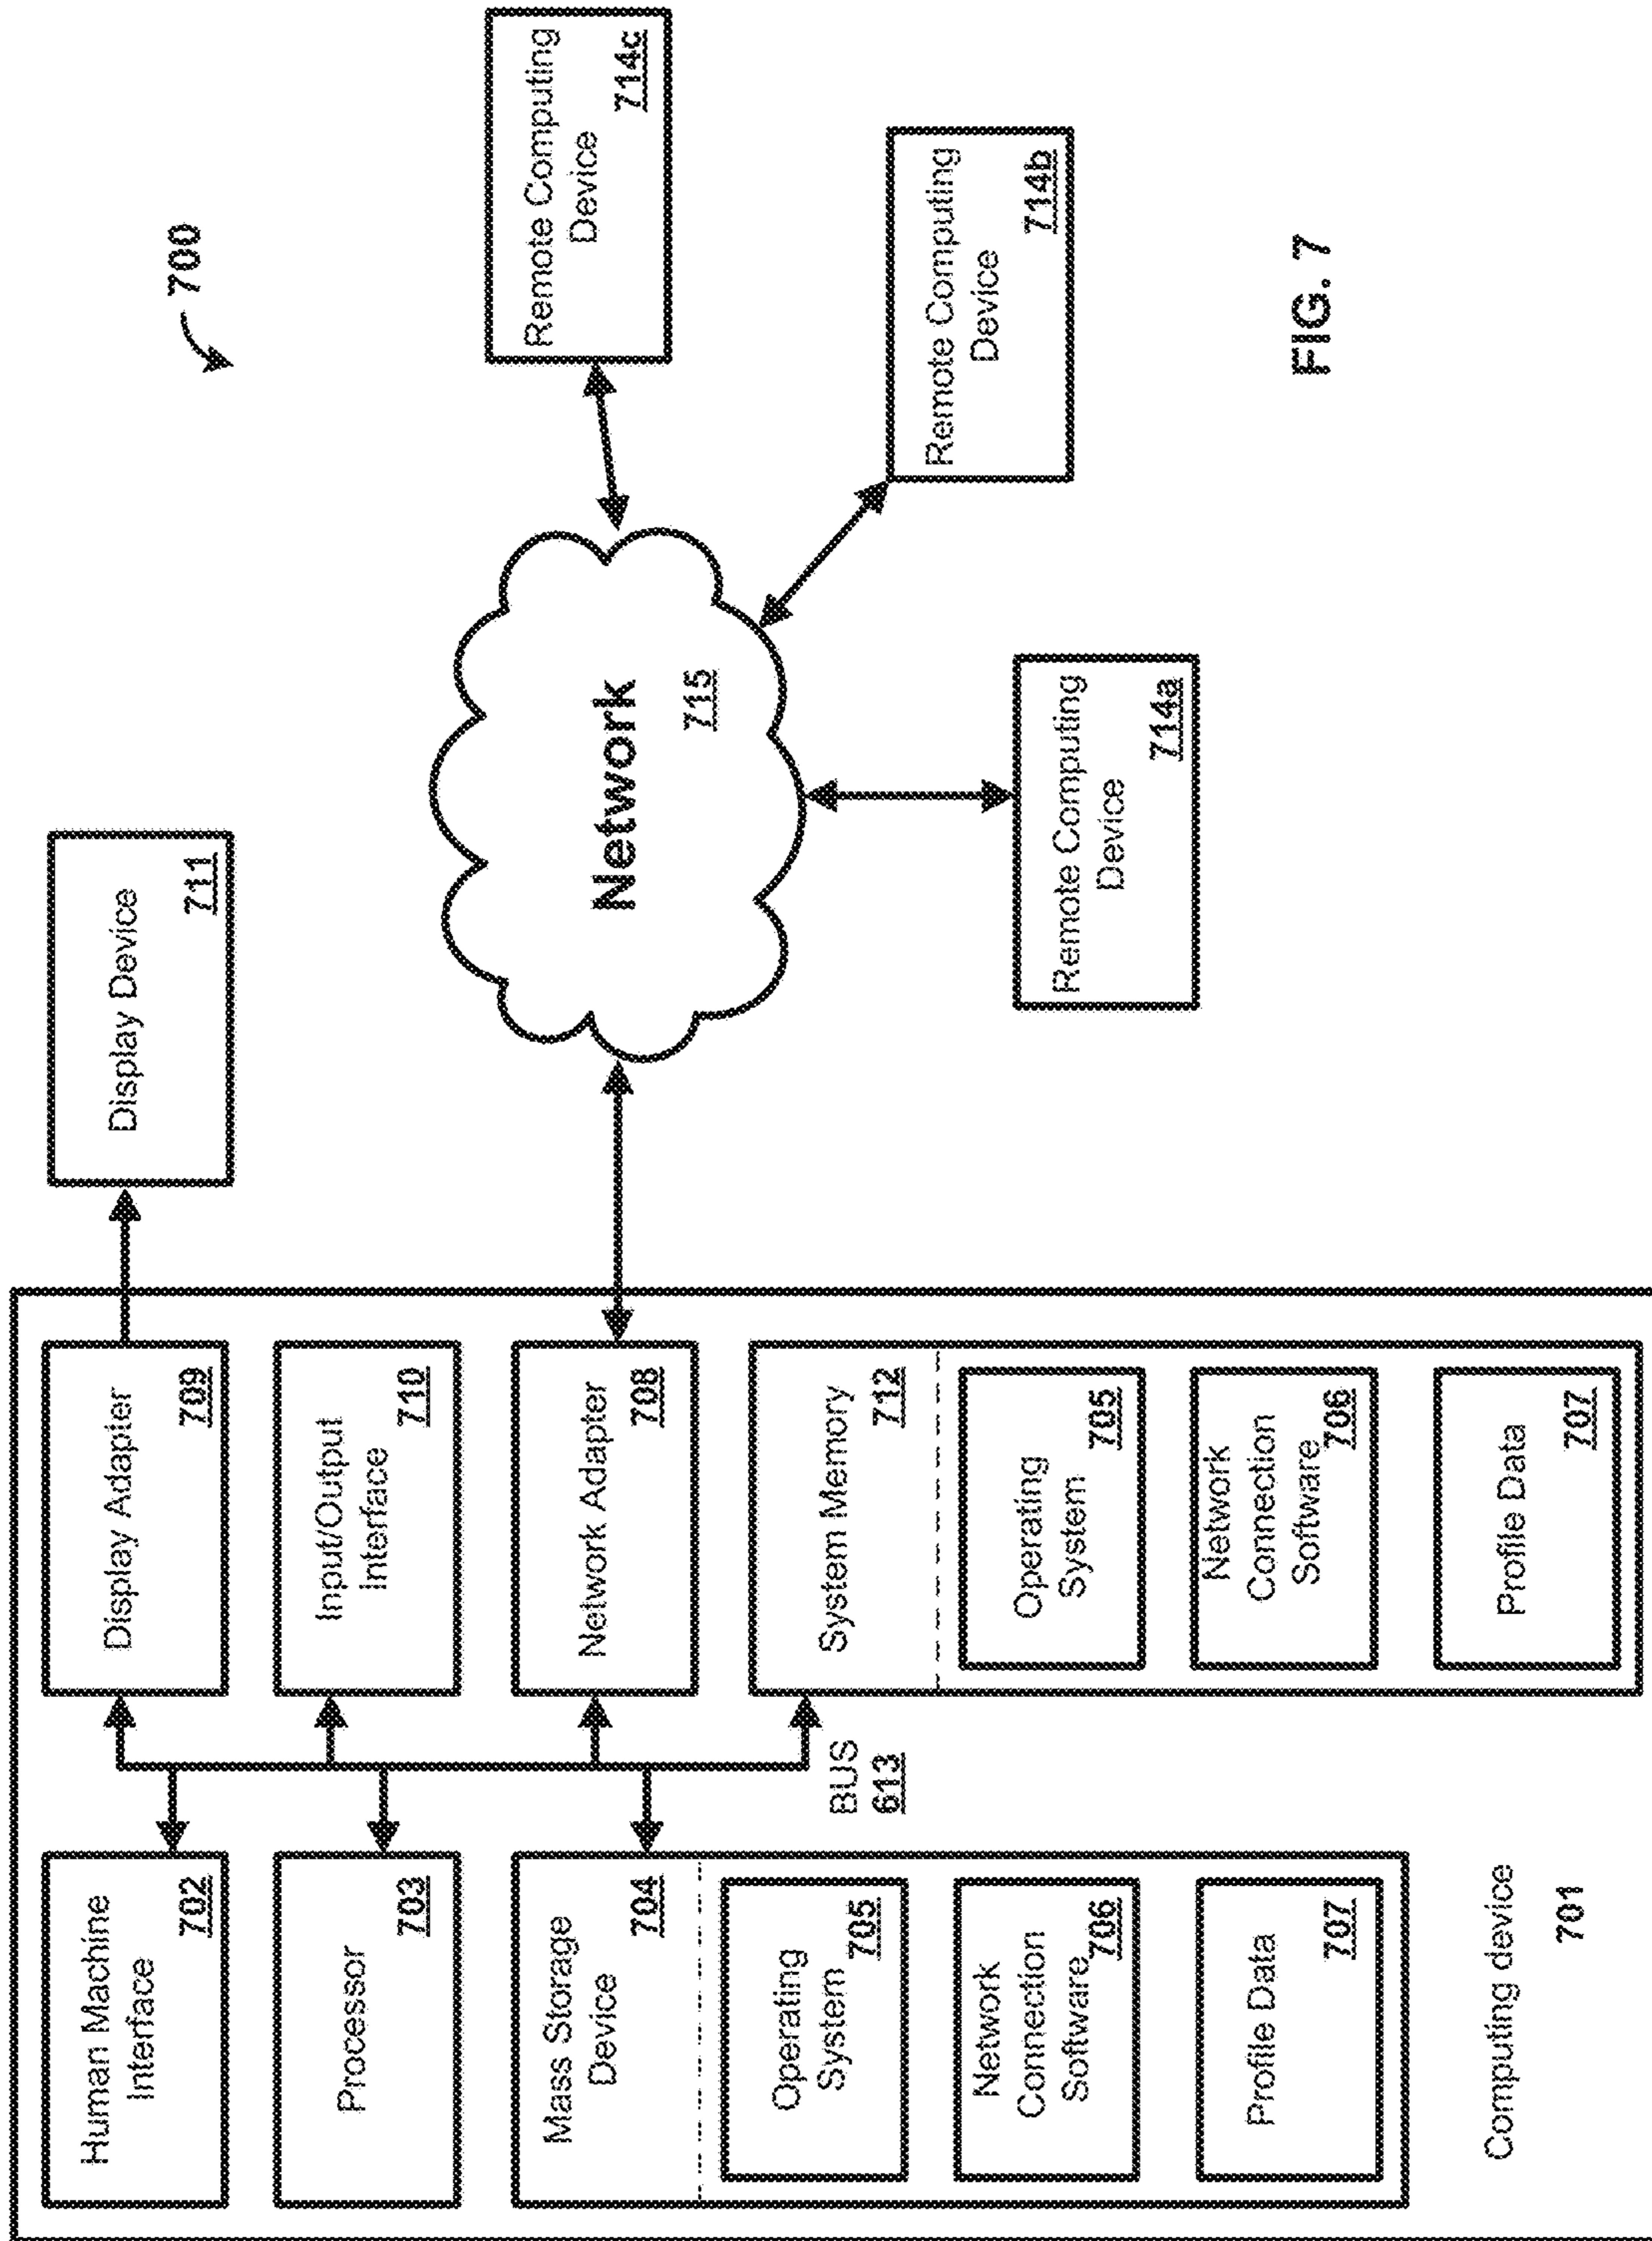 700
Human Machine
Interface
702
Processor
703
Mass Storage
Device
704
Operating
System
705
Network
Connection
Software
706
Profile Data
707
Computing device
701
BUS
613
Display Adapter
709
Input/Output
Interface
710
Network Adapter
708
System Memory
712
Operating
System
705
Network
Connection
Software
706
Profile Data
707
Display Device
711
Network
715
Remote Computing
Device
714a
Remote Computing
Device
714b
Remote Computing
Device
714c
FIG. 7